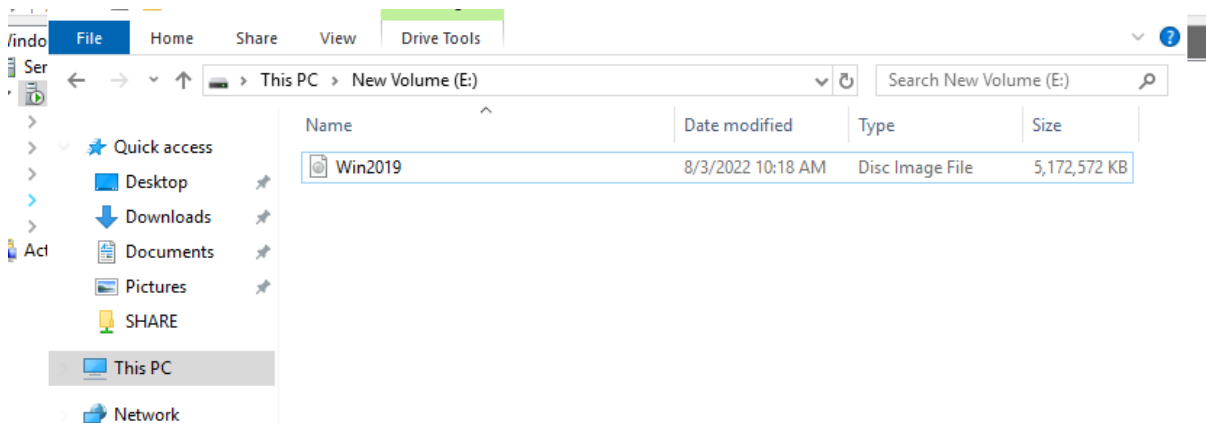 File Home Share View Drive Tools
Ser
This PC > New Volume (E:) Search New Volume (E:)
Name Date modified Type Size
Quick access
Win2019 8/3/2022 10:18 AM Disc Image File 5,172,572 KB
Desktop
Downloads
Act Documents
Pictures
SHARE
This PC
Network